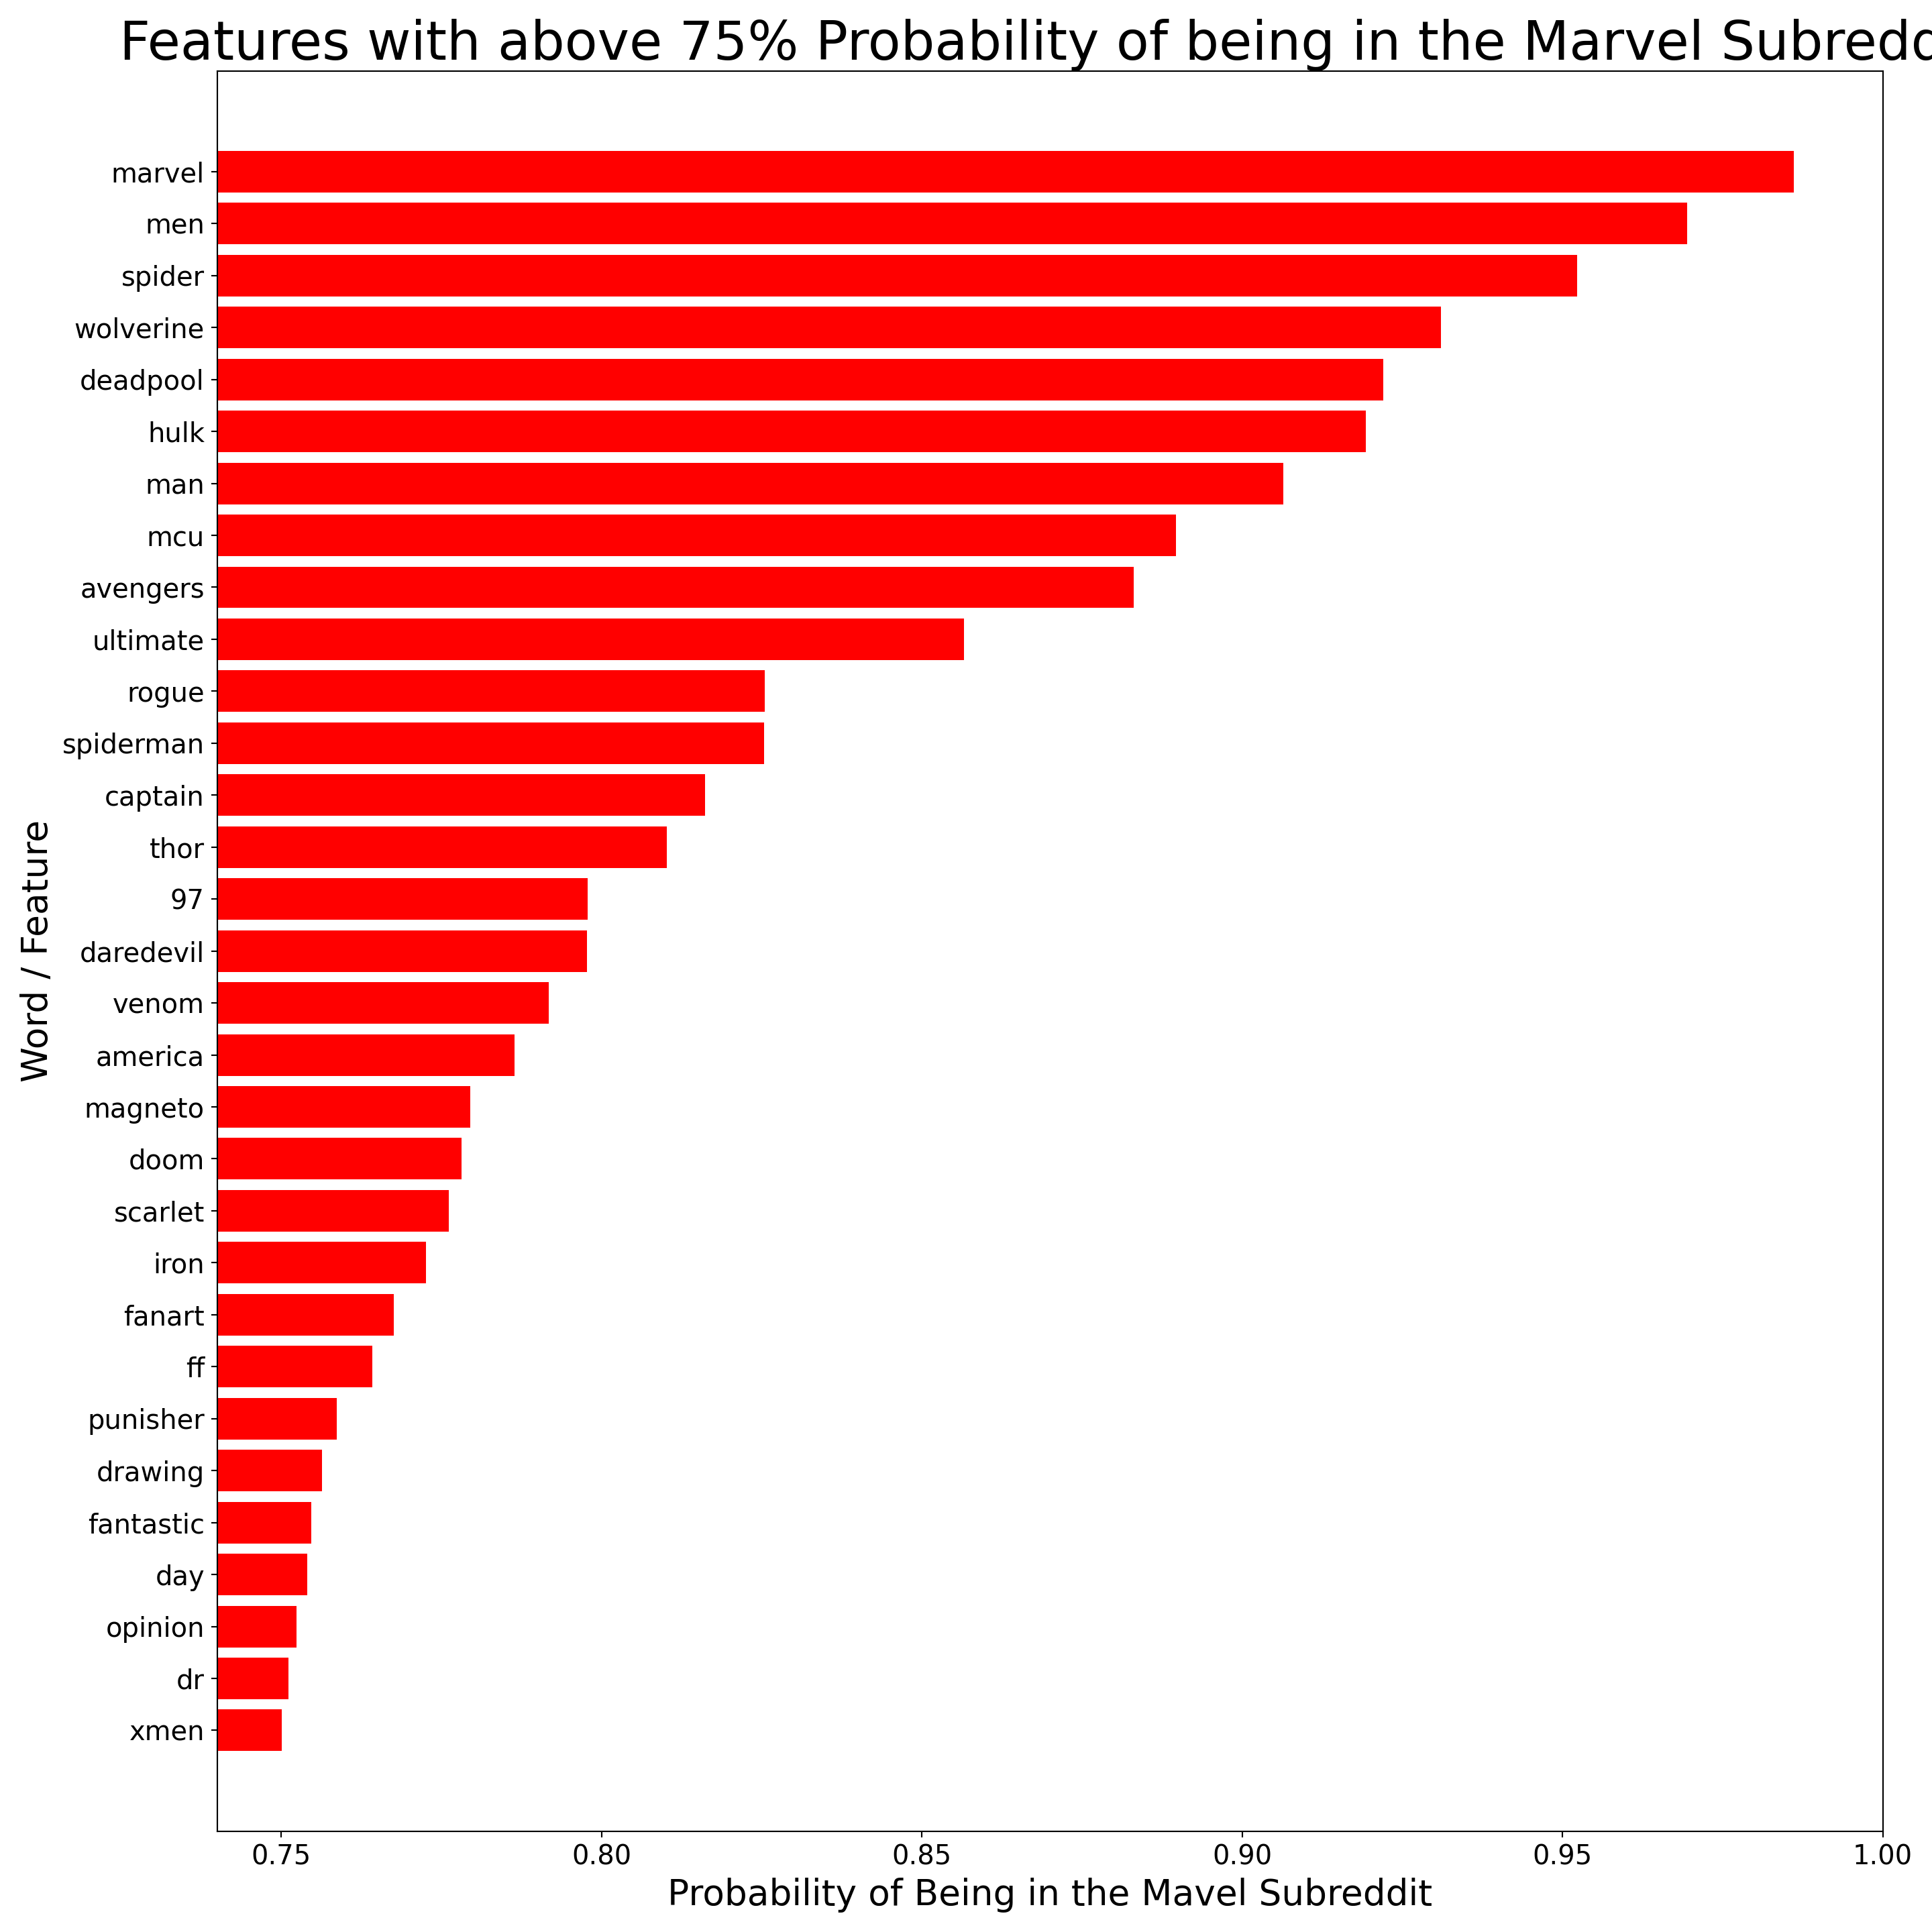 Features with above 75% Probability of being in the Marvel Subredd
marvel
men
spider
wolverine
deadpool
hulk
man
mcu
avengers
ultimate
rogue
spiderman
captain
thor
97
daredevil
venom
america
magneto
doom
scarlet
iron
fanart
ff
punisher
drawing
fantastic
day
opinion
dr
xmen
Word / Feature
0.75 0.80 0.85 0.90 0.95 1.00
Probability of Being in the Mavel Subreddit